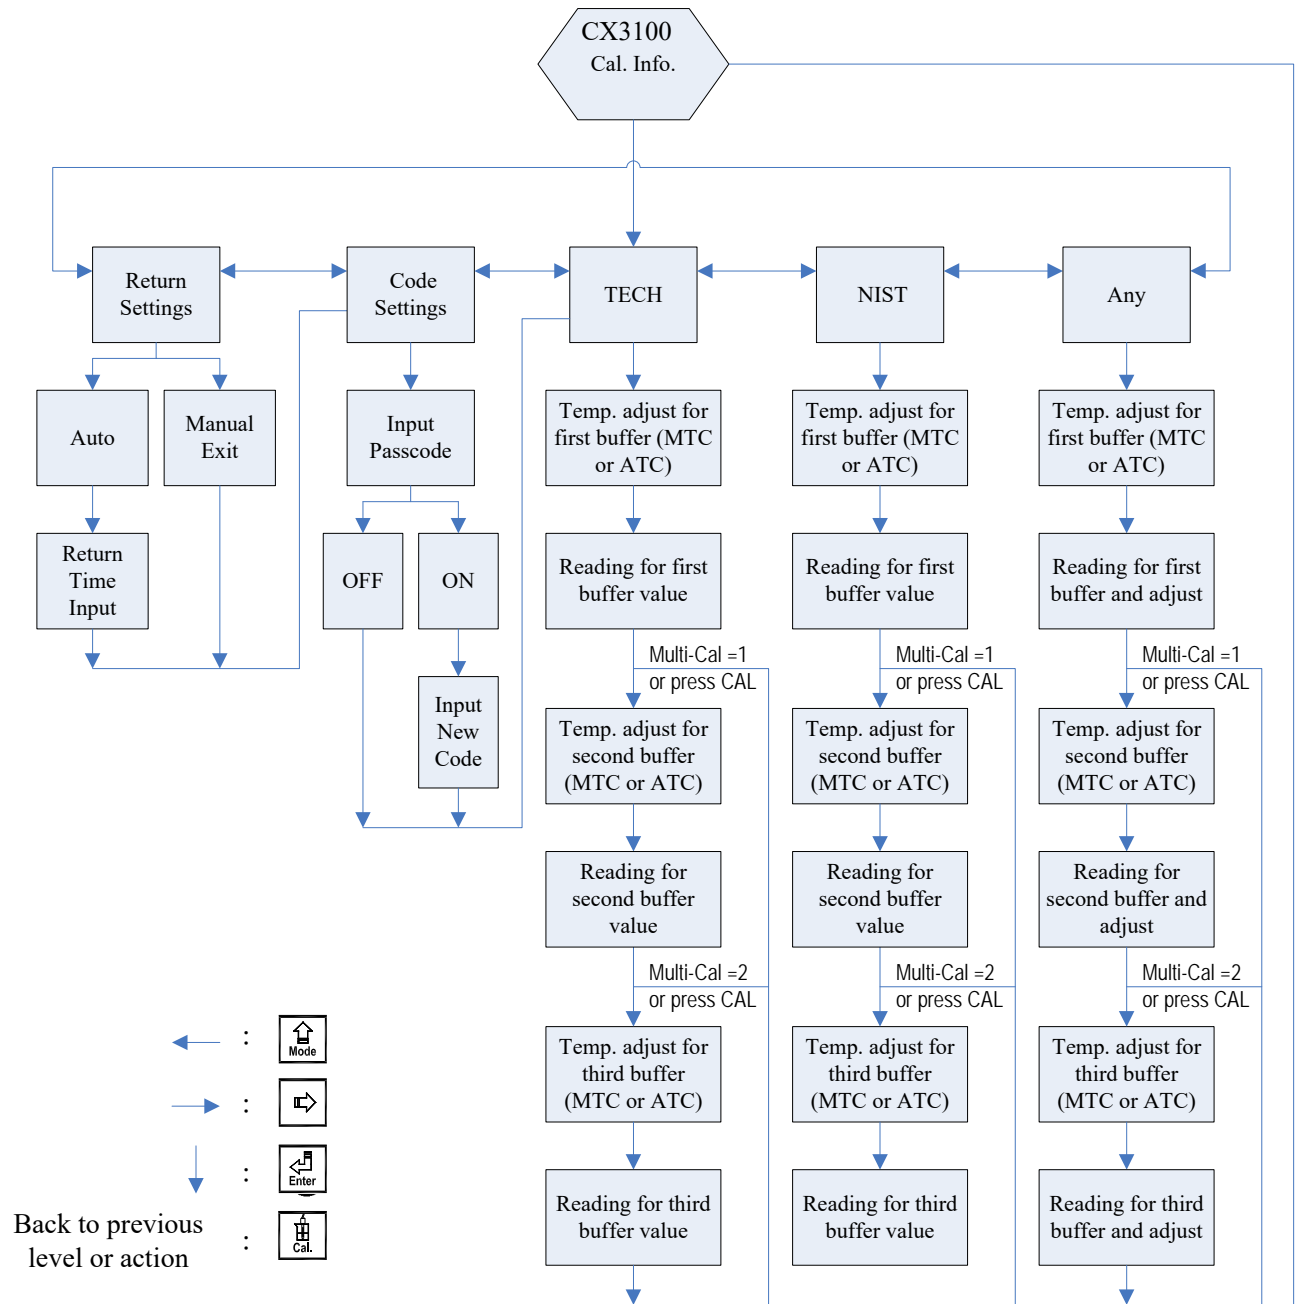 CX3100
Cal. Info.
Return
Settings
Code
Settings
TECH
NIST
Any
Auto
Manual
Exit
Input
Passcode
Temp. adjust for
first buffer (MTC
or ATC)
Temp. adjust for
first buffer (MTC
or ATC)
Temp. adjust for
first buffer (MTC
or ATC)
Return
Time
Input
OFF
ON
Reading for first
buffer value
Reading for first
buffer value
Reading for first
buffer and adjust
Multi-Cal =1
or press CAL
Multi-Cal =1
or press CAL
Multi-Cal =1
or press CAL
Input
New
Code
Temp. adjust for
second buffer
(MTC or ATC)
Temp. adjust for
second buffer
(MTC or ATC)
Temp. adjust for
second buffer
(MTC or ATC)
Reading for
second buffer
value
Reading for
second buffer
value
Reading for
second buffer and
adjust
Multi-Cal =2
or press CAL
Multi-Cal =2
or press CAL
Multi-Cal =2
or press CAL
Temp. adjust for
third buffer
(MTC or ATC)
Temp. adjust for
third buffer
(MTC or ATC)
Temp. adjust for
third buffer
(MTC or ATC)
Reading for third
buffer value
Reading for third
buffer value
Reading for third
buffer and adjust
: Mode
:
: Enter
Back to previous
level or action
: Cal.